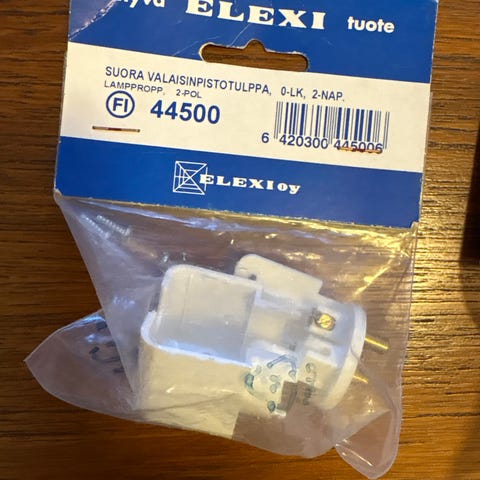 ELEXI
tuote
SUORA VALAISINPISTOTULPPA, 0-LK, 2-NAP.
LAMPPROPP, 2-POL
FI 44500
6 420300 445006
ELEXI oy